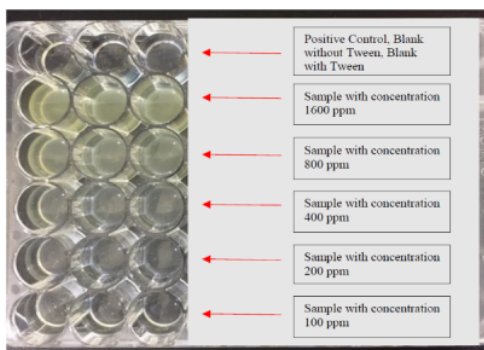 Positive Control, Blank
without Tween, Blank
with Tween
Sample with concentration
1600 ppm
Sample with concentration
800 ppm
Sample with concentration
400 ppm
Sample with concentration
200 ppm
Sample with concentration
100 ppm